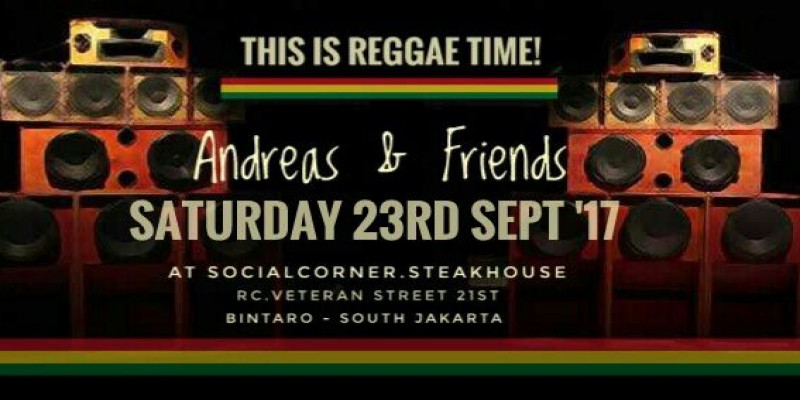 THIS IS REGGAE TIME!
Andreas & Friends
SATURDAY 23RD SEPT '17
AT SOCIALCORNER.STEAKHOUSE
RC.VETERAN STREET 21ST
BINTARO - SOUTH JAKARTA